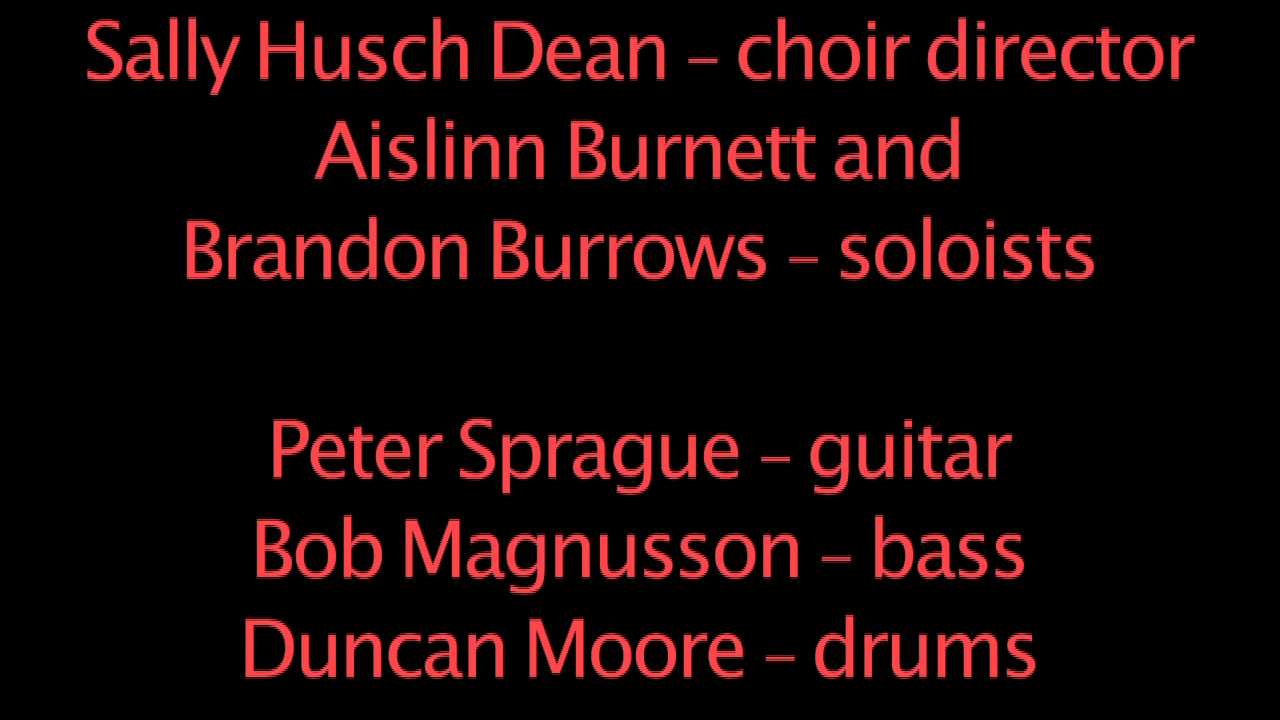 Sally Husch Dean – choir director
Aislinn Burnett and
Brandon Burrows – soloists
Peter Sprague – guitar
Bob Magnusson – bass
Duncan Moore – drums